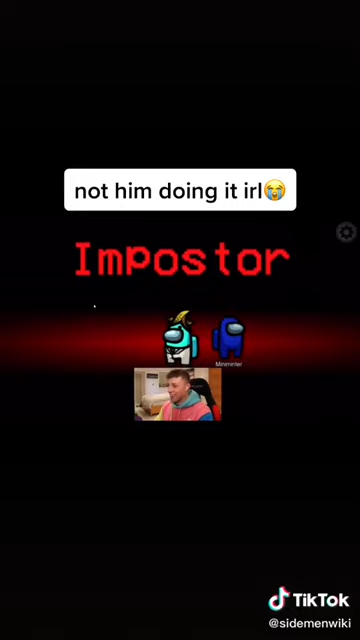 not him doing it irl😭
Impostor
Miniminter
TikTok
@sidemenwiki